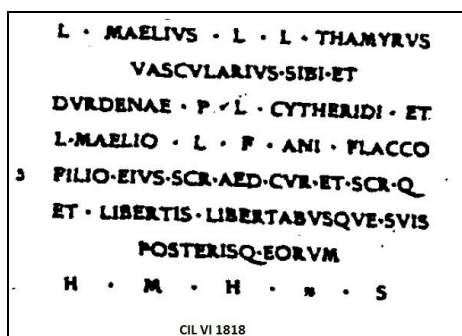 L · MAELIVS · L · L · THAMYRVS
VASCVLARIVS · SIBI · ET
DVRDENAE · P · L · CYTHERIDI · ET
L · MAELIO · L · F · ANI · FLACCO
5 FILIO · EIVS · SCR · AED · CVR · ET · SCR · Q
ET · LIBERTIS · LIBERTABVSQVE · SVIS
POSTERISQ · EORVM
H · M · H · n · S
CIL VI 1818